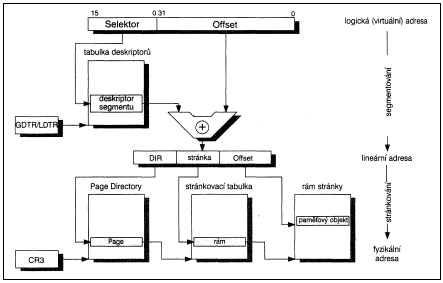 15 0 31 0
Selektor Offset
logická (virtuální) adresa
tabulka deskriptorů
segmentování
deskriptor
segmentu
GDTR/LDTR
+
DIR stránka Offset
lineární adresa
Page Directory stránkovací tabulka rám stránky
stránkování
paměťový objekt
Page rám
CR3
fyzikální
adresa